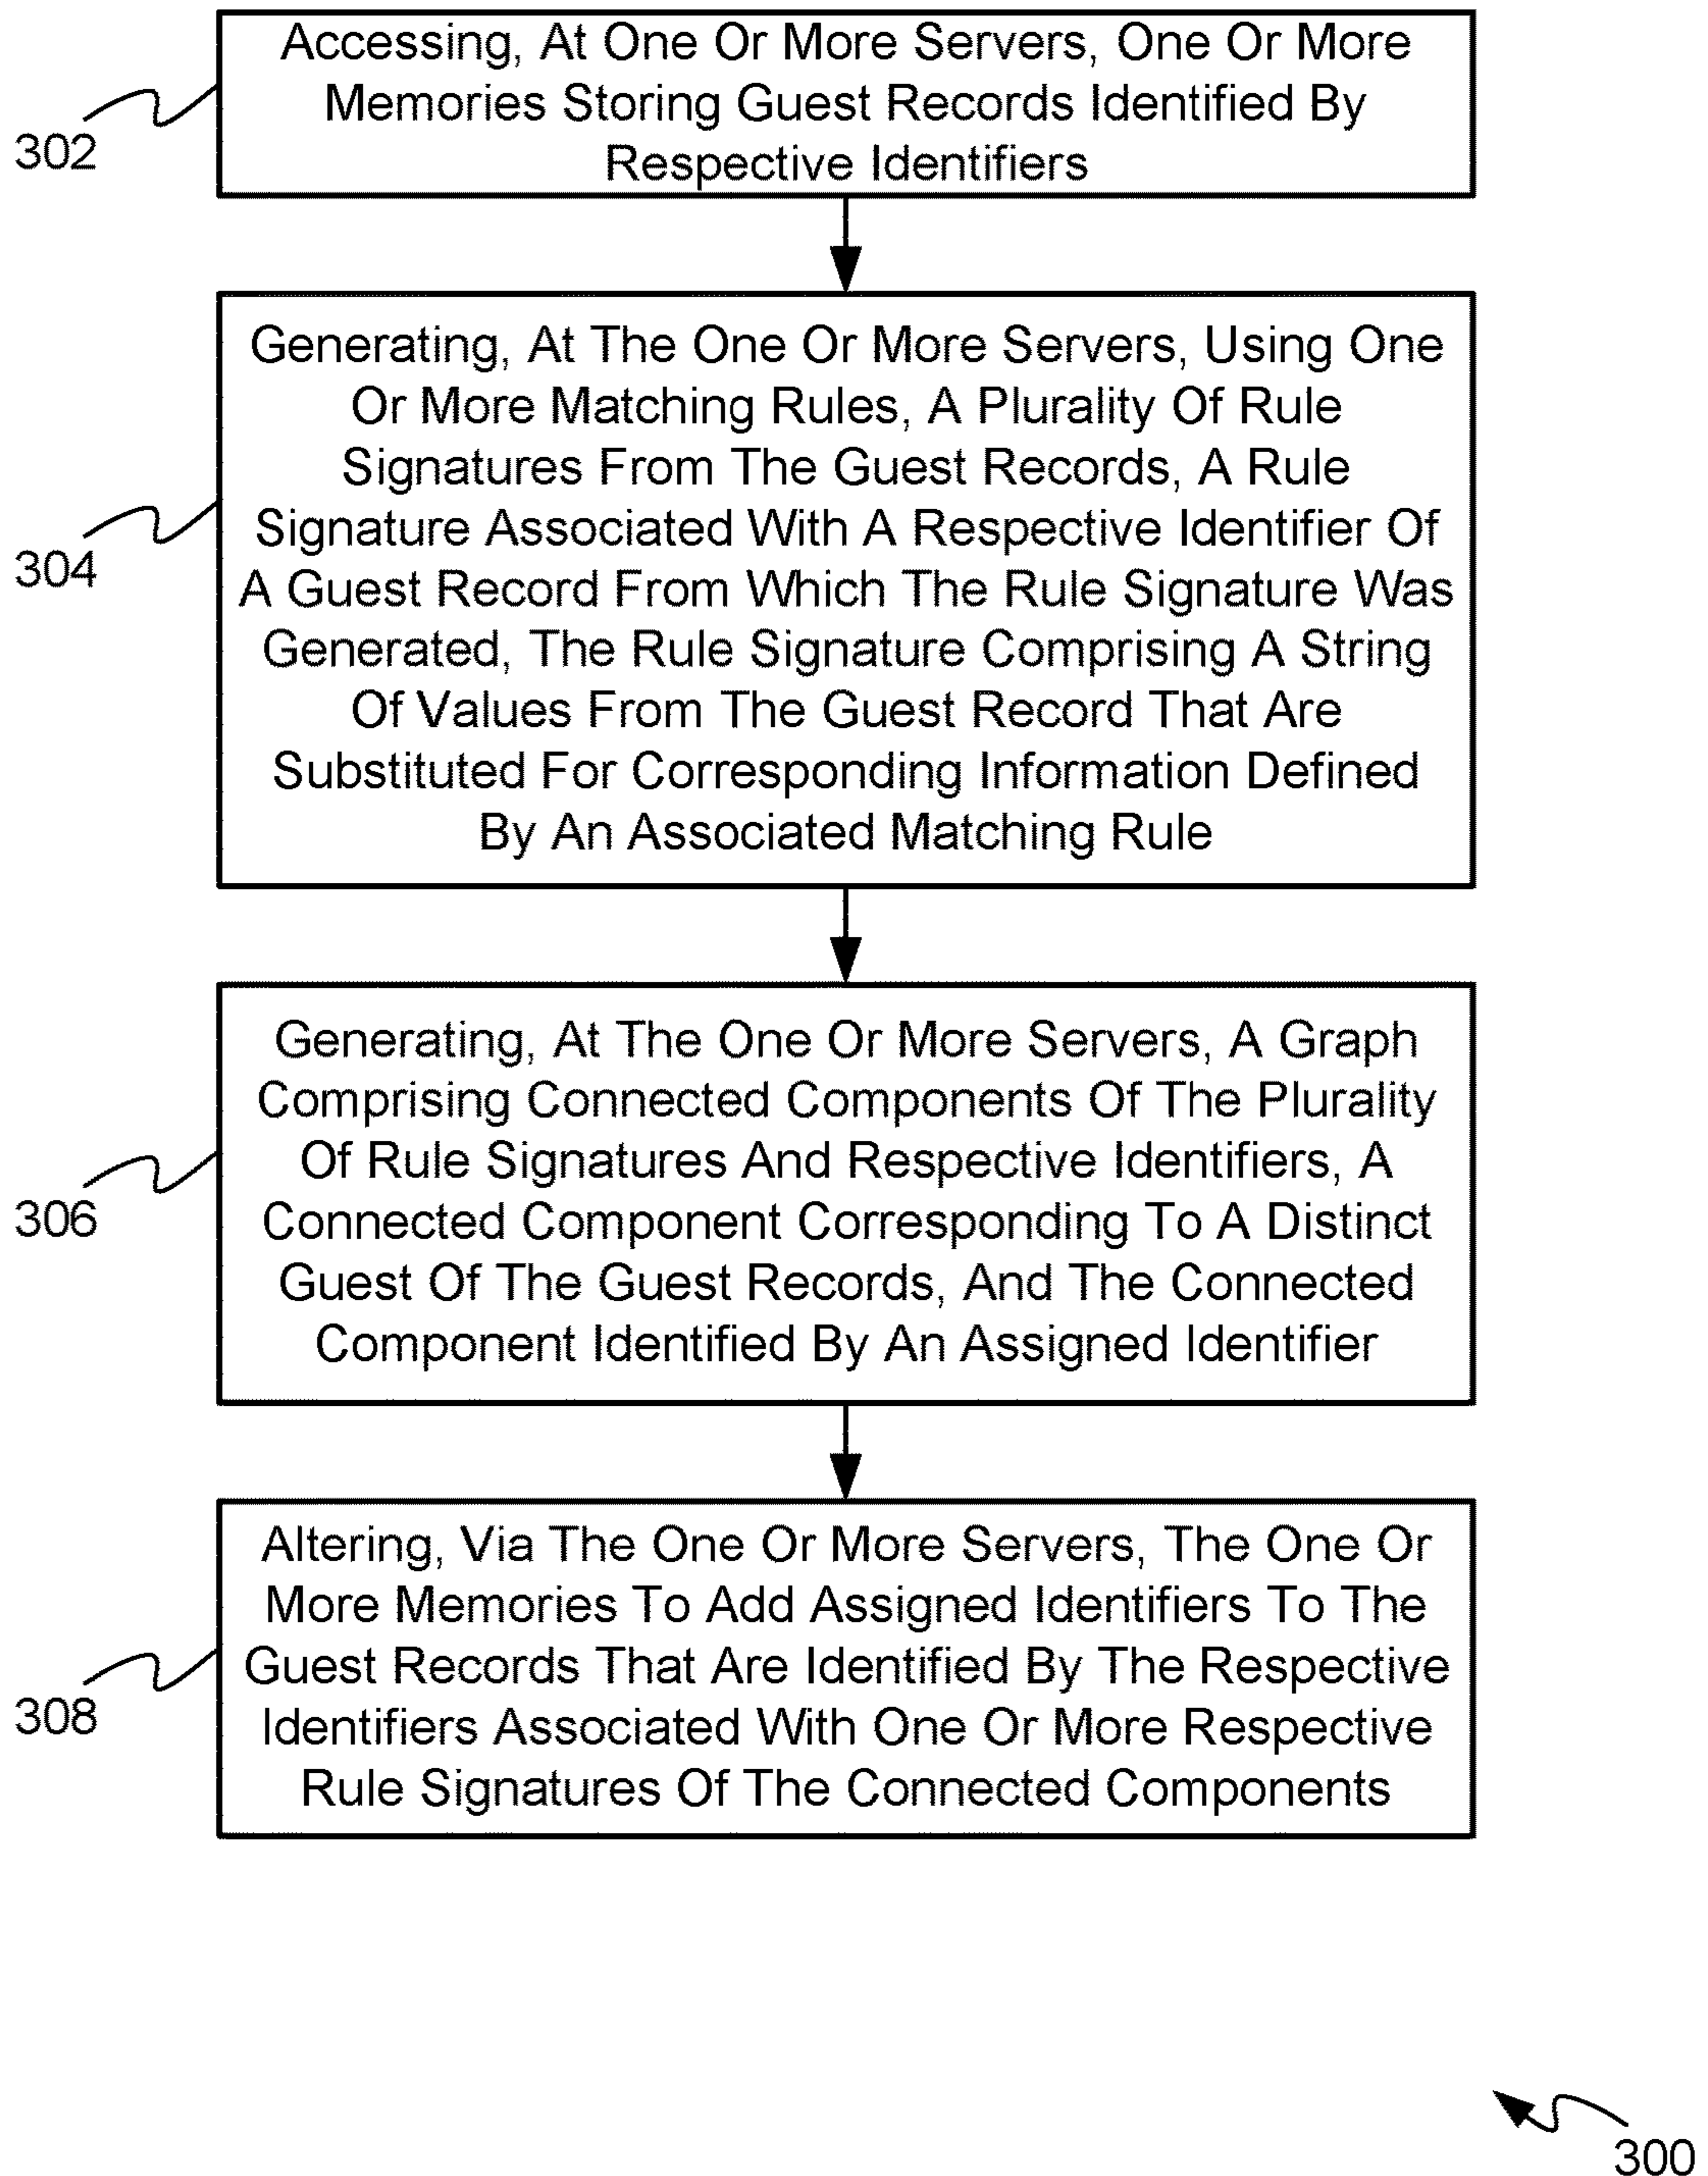 Accessing, At One Or More Servers, One Or More
Memories Storing Guest Records Identified By
Respective Identifiers
302
Generating, At The One Or More Servers, Using One
Or More Matching Rules, A Plurality Of Rule
Signatures From The Guest Records, A Rule
Signature Associated With A Respective Identifier Of
A Guest Record From Which The Rule Signature Was
Generated, The Rule Signature Comprising A String
Of Values From The Guest Record That Are
Substituted For Corresponding Information Defined
By An Associated Matching Rule
304
Generating, At The One Or More Servers, A Graph
Comprising Connected Components Of The Plurality
Of Rule Signatures And Respective Identifiers, A
Connected Component Corresponding To A Distinct
Guest Of The Guest Records, And The Connected
Component Identified By An Assigned Identifier
306
Altering, Via The One Or More Servers, The One Or
More Memories To Add Assigned Identifiers To The
Guest Records That Are Identified By The Respective
Identifiers Associated With One Or More Respective
Rule Signatures Of The Connected Components
308
300